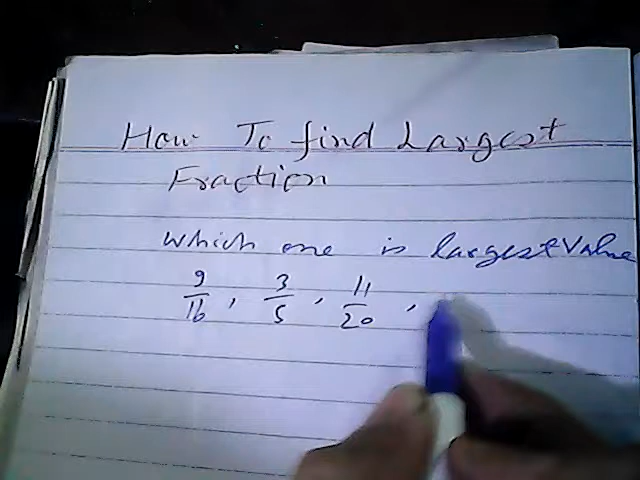 How To find Largest
Fraction
which one is largest value
9/16 , 3/5 , 11/20 ,